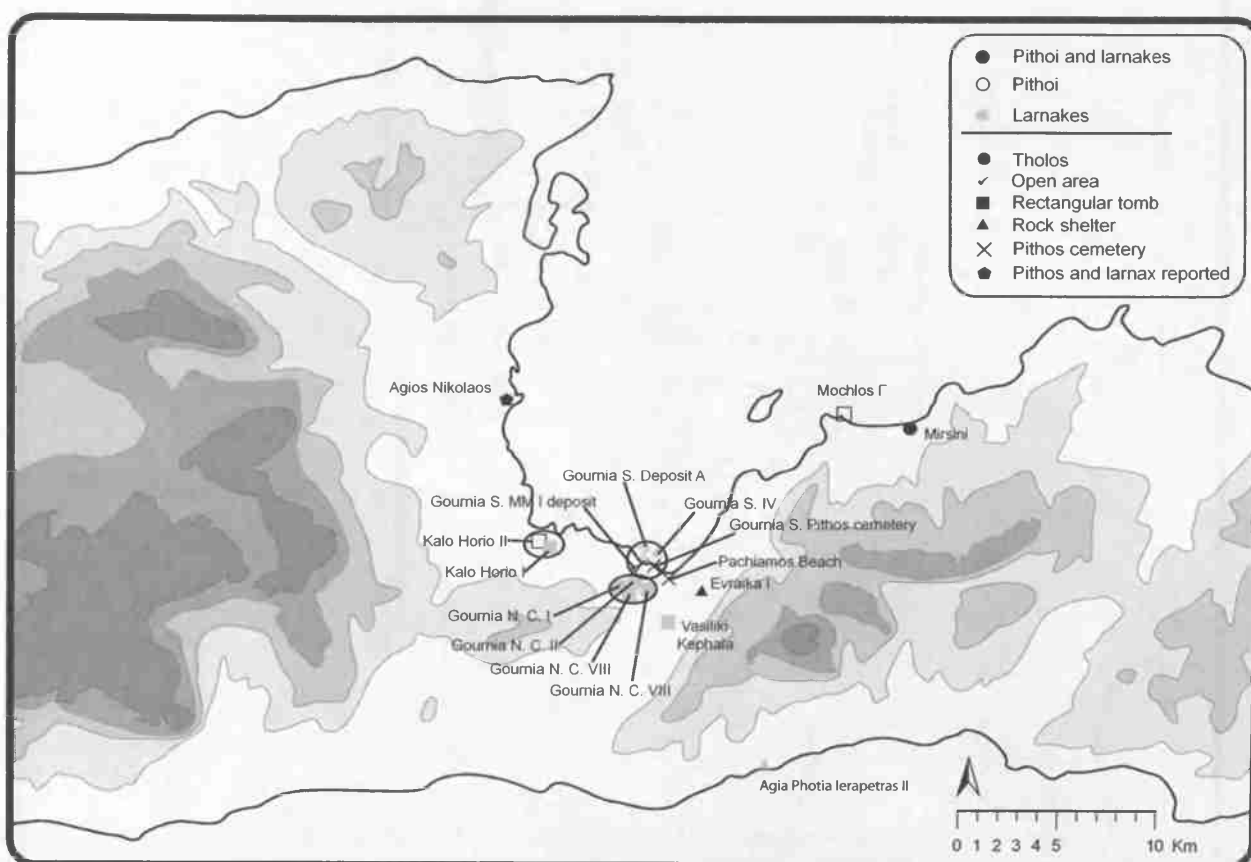 Pithoi and larnakes
Pithoi
Larnakes
Tholos
Open area
Rectangular tomb
Rock shelter
Pithos cemetery
Pithos and larnax reported
Agios Nikolaos
Mochlos Γ
Mirsini
Gournia S. Deposit A
Gournia S. MM I deposit
Gournia S. IV
Gournia S. Pithos cemetery
Kalo Horio II
Pachiamos Beach
Kalo Horio I
Evraika I
Gournia N. C. I
Vasiliki
Kephala
Gournia N. C. II
Gournia N. C. VIII
Gournia N. C. VIII
Agia Photia Ierapetras II
0 1 2 3 4 5 10 Km